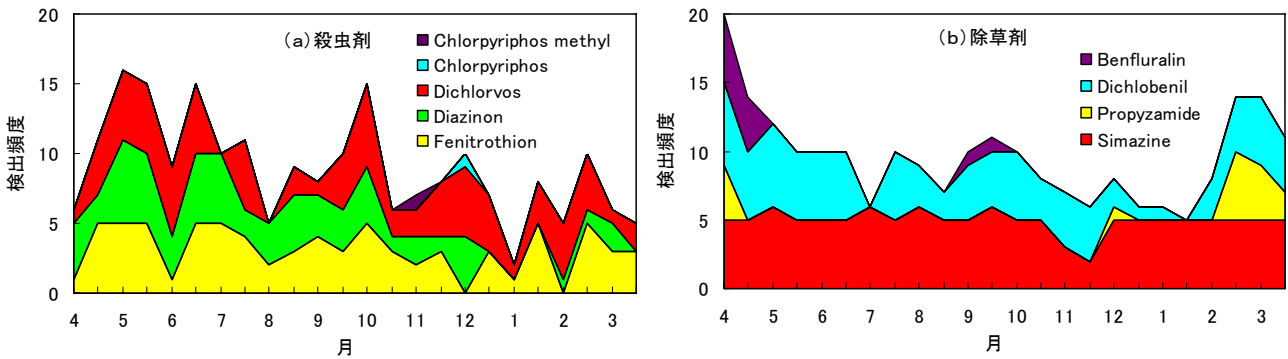 (a)殺虫剤
Chlorpyriphos methyl
Chlorpyriphos
Dichlorvos
Diazinon
Fenitrothion
検出頻度
20
15
10
5
0
4 5 6 7 8 9 10 11 12 1 2 3
月
(b)除草剤
Benfluralin
Dichlobenil
Propyzamide
Simazine
検出頻度
20
15
10
5
0
4 5 6 7 8 9 10 11 12 1 2 3
月